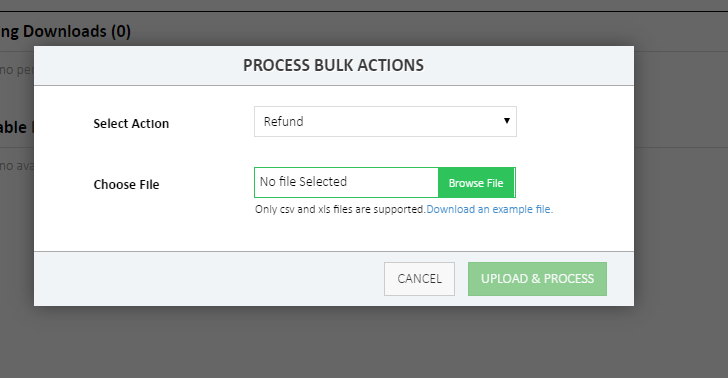 ng Downloads (0)
PROCESS BULK ACTIONS
no pe
Select Action Refund
able
no ava
Choose File No file Selected Browse File
Only csv and xls files are supported.Download an example file.
CANCEL UPLOAD & PROCESS